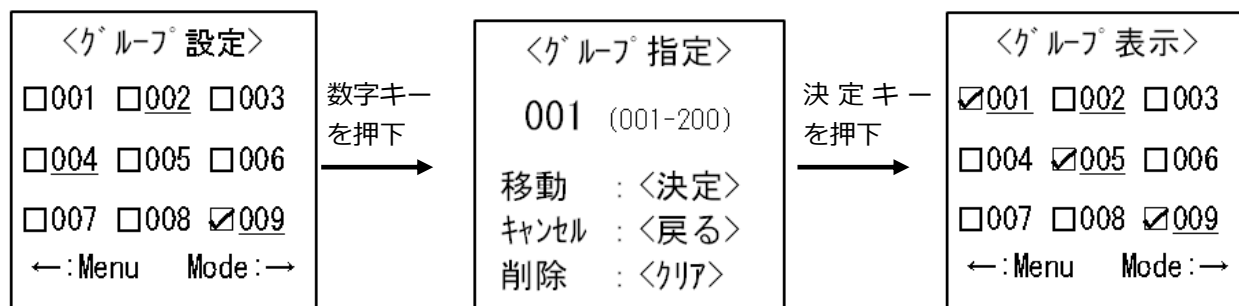 <ｸﾞﾙｰﾌﾟ設定>
□001 □002 □003
□004 □005 □006
□007 □008 ☑009
←:Menu Mode:→
数字キー
を押下
<ｸﾞﾙｰﾌﾟ指定>
001 (001-200)
移動 :<決定>
ｷｬﾝｾﾙ :<戻る>
削除 :<ｸﾘｱ>
決定キー
を押下
<ｸﾞﾙｰﾌﾟ表示>
☑001 □002 □003
□004 ☑005 □006
□007 □008 ☑009
←:Menu Mode:→